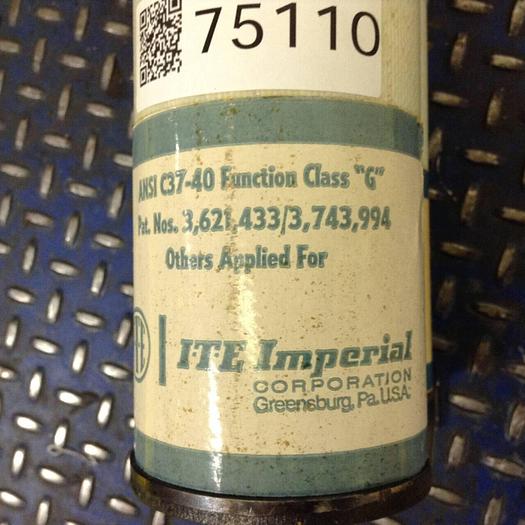 75110
ANSI C37-40 Function Class "G"
Pat. Nos. 3,621,433/3,743,994
Others Applied For
ITE
I-T-E Imperial
CORPORATION
Greensburg, Pa. U.S.A.